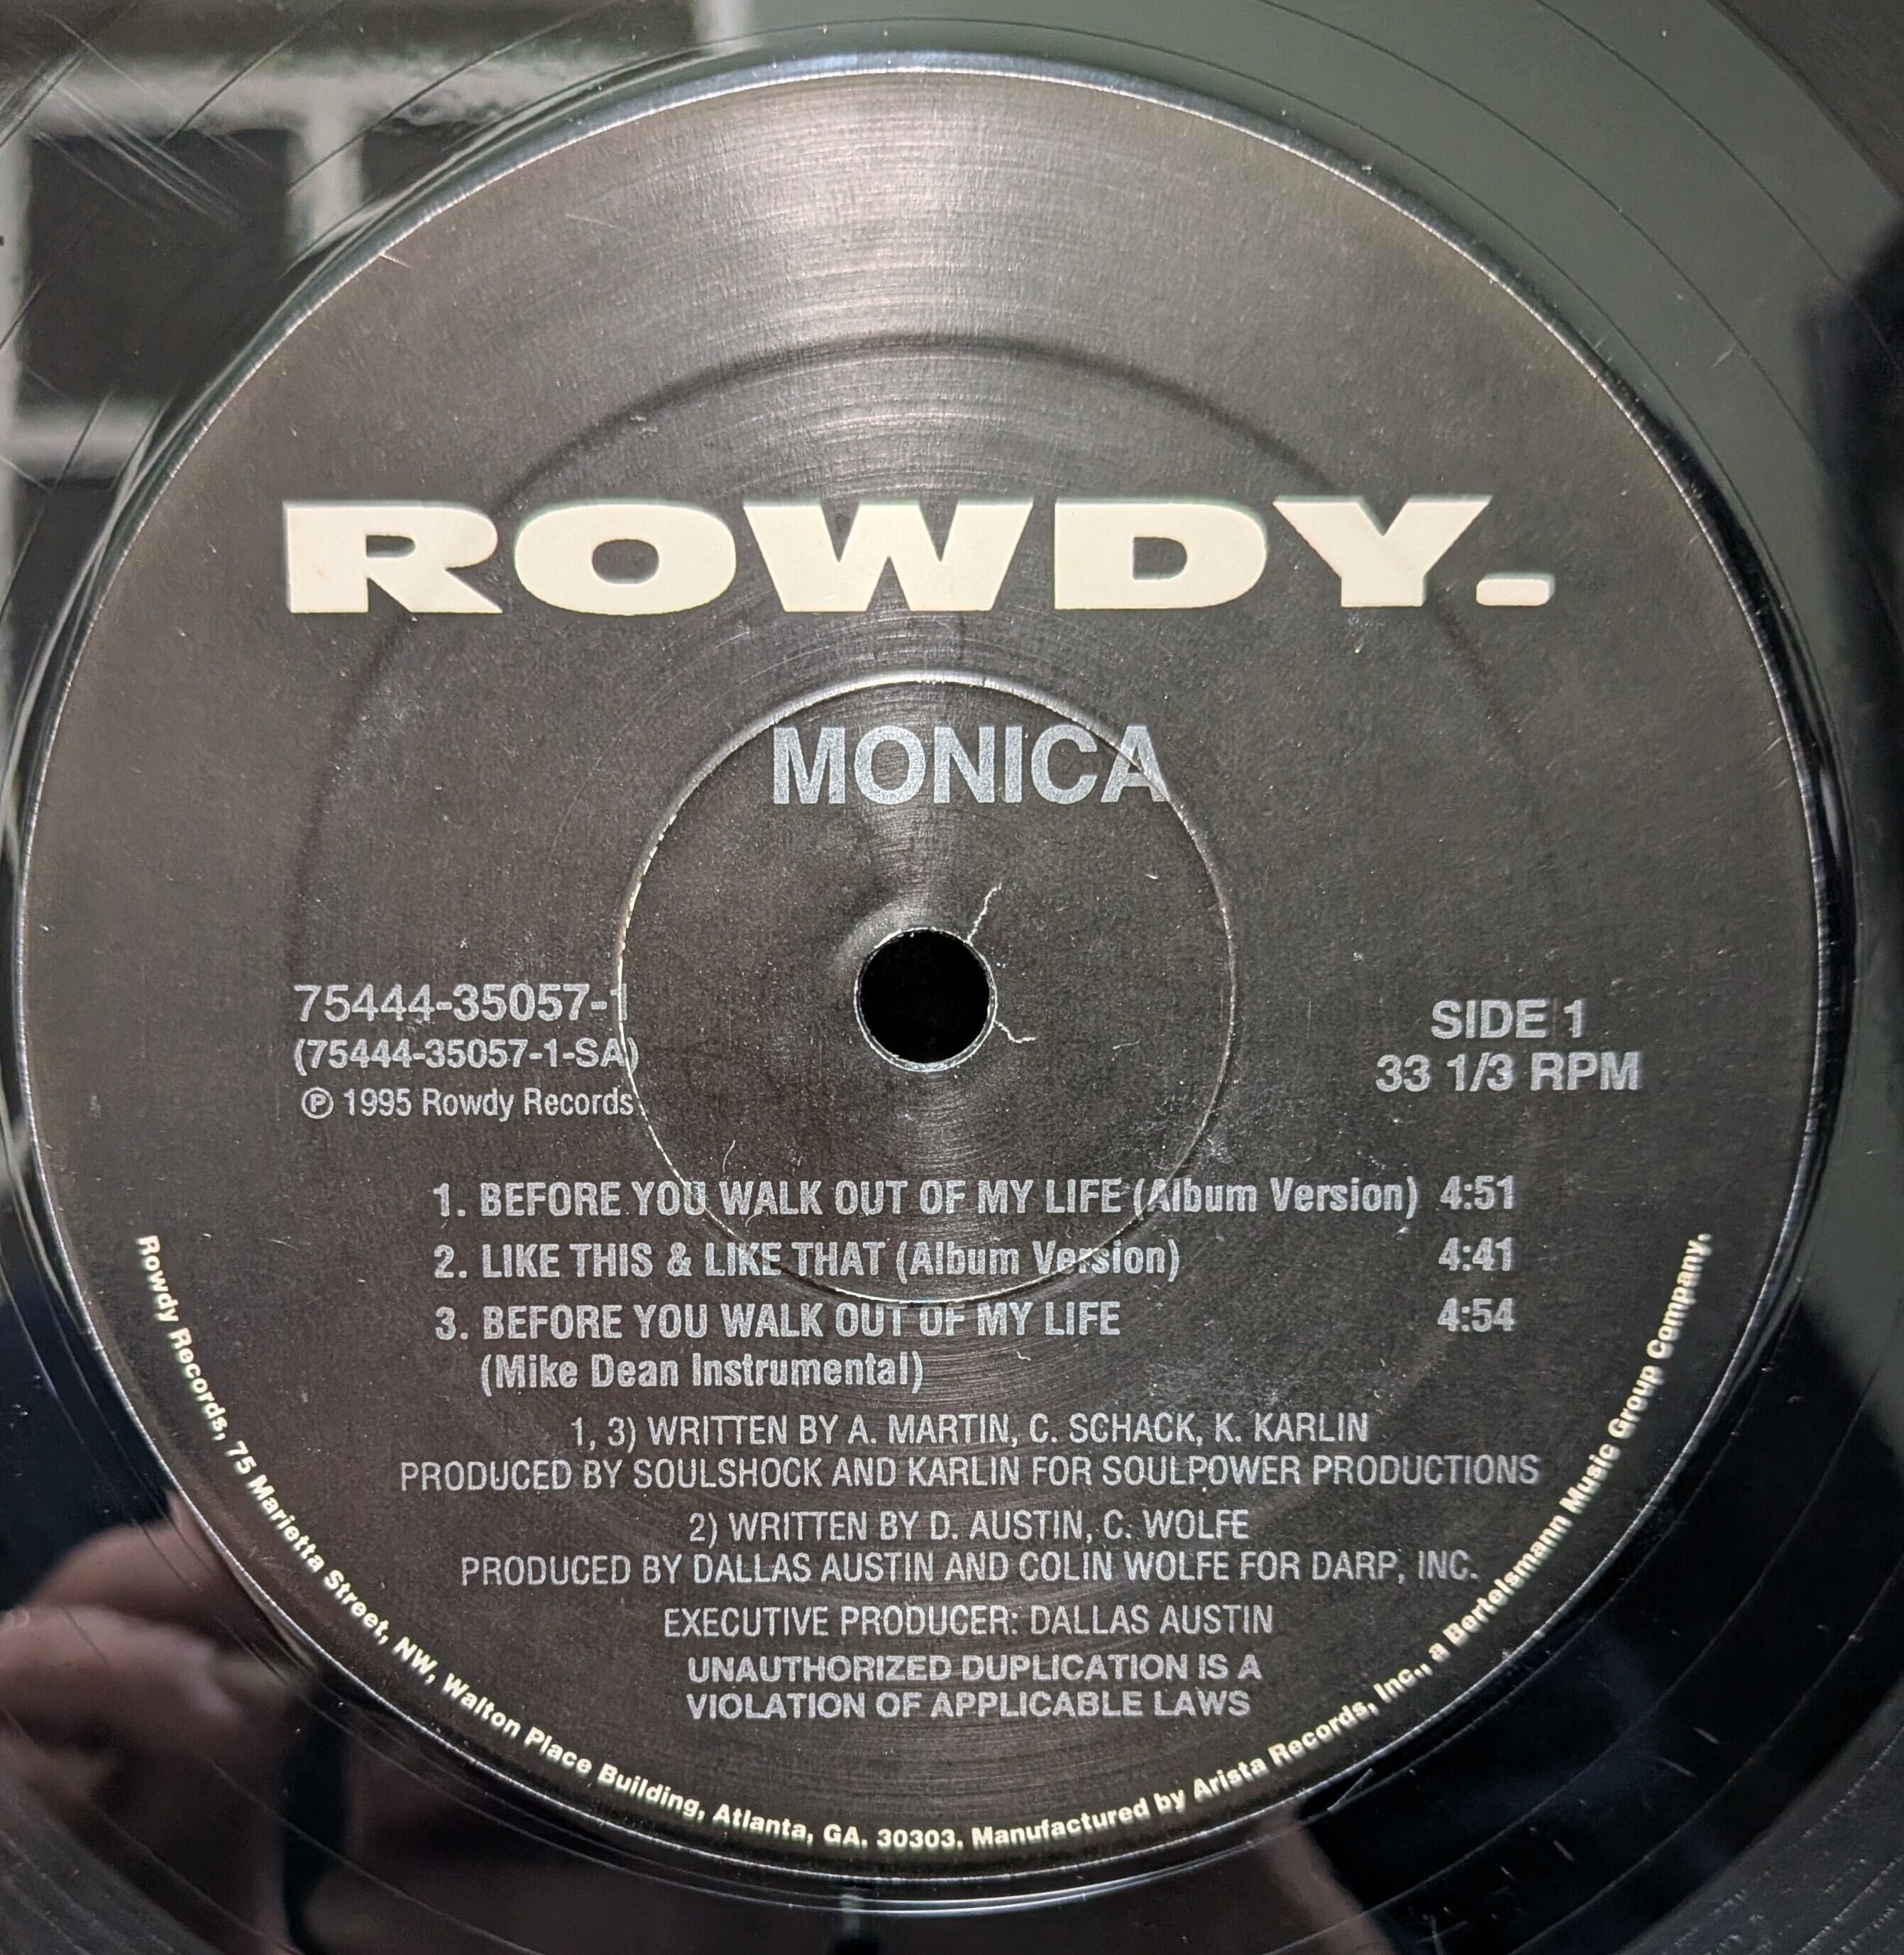 ROWDY.
MONICA
75444-35057-1
(75444-35057-1-SA)
℗ 1995 Rowdy Records
SIDE 1
33 1/3 RPM
1. BEFORE YOU WALK OUT OF MY LIFE (Album Version) 4:51
2. LIKE THIS & LIKE THAT (Album Version) 4:41
3. BEFORE YOU WALK OUT OF MY LIFE 4:54
(Mike Dean Instrumental)
1, 3) WRITTEN BY A. MARTIN, C. SCHACK, K. KARLIN
PRODUCED BY SOULSHOCK AND KARLIN FOR SOULPOWER PRODUCTIONS
2) WRITTEN BY D. AUSTIN, C. WOLFE
PRODUCED BY DALLAS AUSTIN AND COLIN WOLFE FOR DARP, INC.
EXECUTIVE PRODUCER: DALLAS AUSTIN
UNAUTHORIZED DUPLICATION IS A
VIOLATION OF APPLICABLE LAWS
Rowdy Records, 75 Marietta Street, NW, Walton Place Building, Atlanta, GA. 30303. Manufactured by Arista Records, Inc., a Bertelsmann Music Group Company.